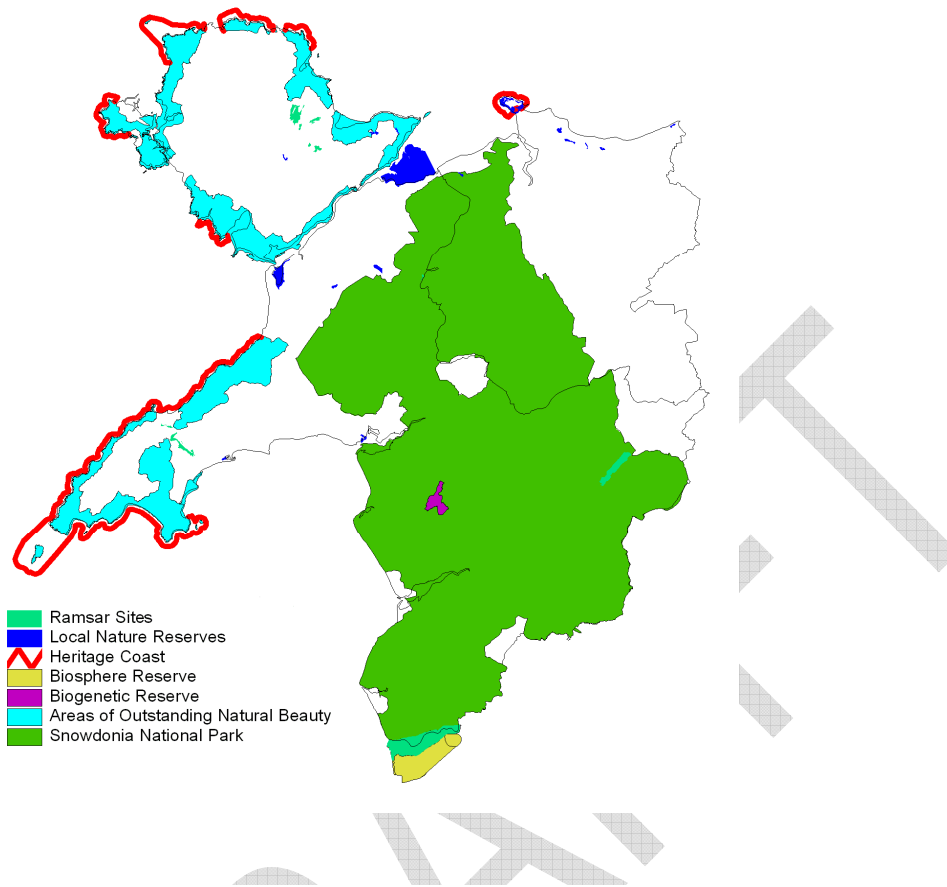 Ramsar Sites
Local Nature Reserves
Heritage Coast
Biosphere Reserve
Biogenetic Reserve
Areas of Outstanding Natural Beauty
Snowdonia National Park